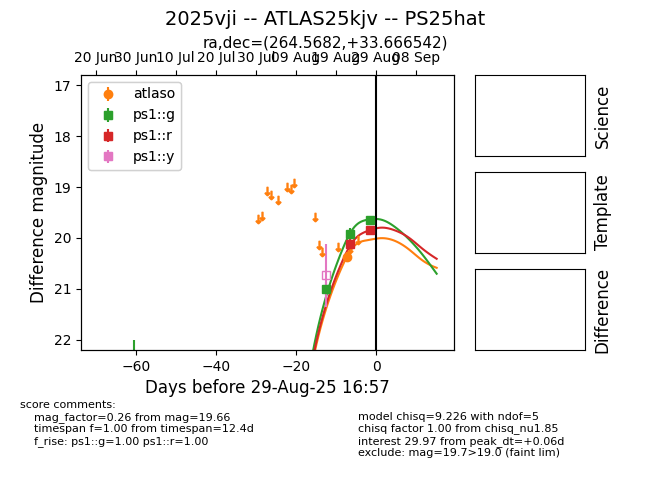 2025vji -- ATLAS25kjv -- PS25hat
ra,dec=(264.5682,+33.666542)
20 Jun 30 Jun 10 Jul 20 Jul 30 Jul 09 Aug 19 Aug 29 Aug 08 Sep
atlaso
ps1::g
ps1::r
ps1::y
17
18
19
20
21
22
Difference magnitude
−60 −40 −20 0
Days before 29-Aug-25 16:57
Science
Template
Difference
score comments:
mag_factor=0.26 from mag=19.66
timespan f=1.00 from timespan=12.4d
f_rise: ps1::g=1.00 ps1::r=1.00
model chisq=9.226 with ndof=5
chisq factor 1.00 from chisq_nu1.85
interest 29.97 from peak_dt=+0.06d
exclude: mag=19.7>19.0 (faint lim)